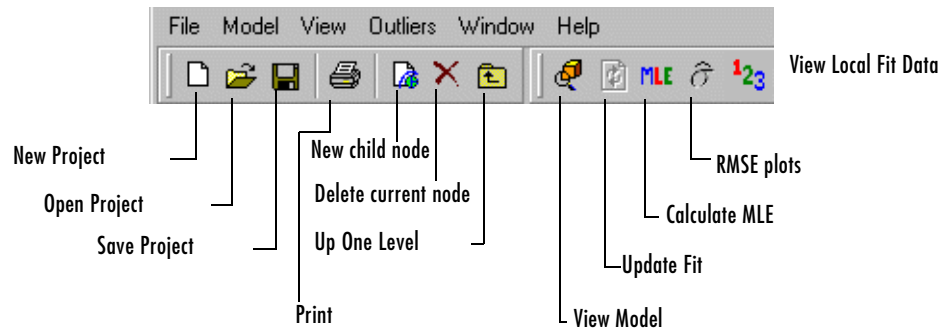 File Model View Outliers Window Help
MLE σ̂ 123
View Local Fit Data
New Project
New child node
RMSE plots
Open Project
Delete current node
Calculate MLE
Save Project
Up One Level
Update Fit
Print
View Model